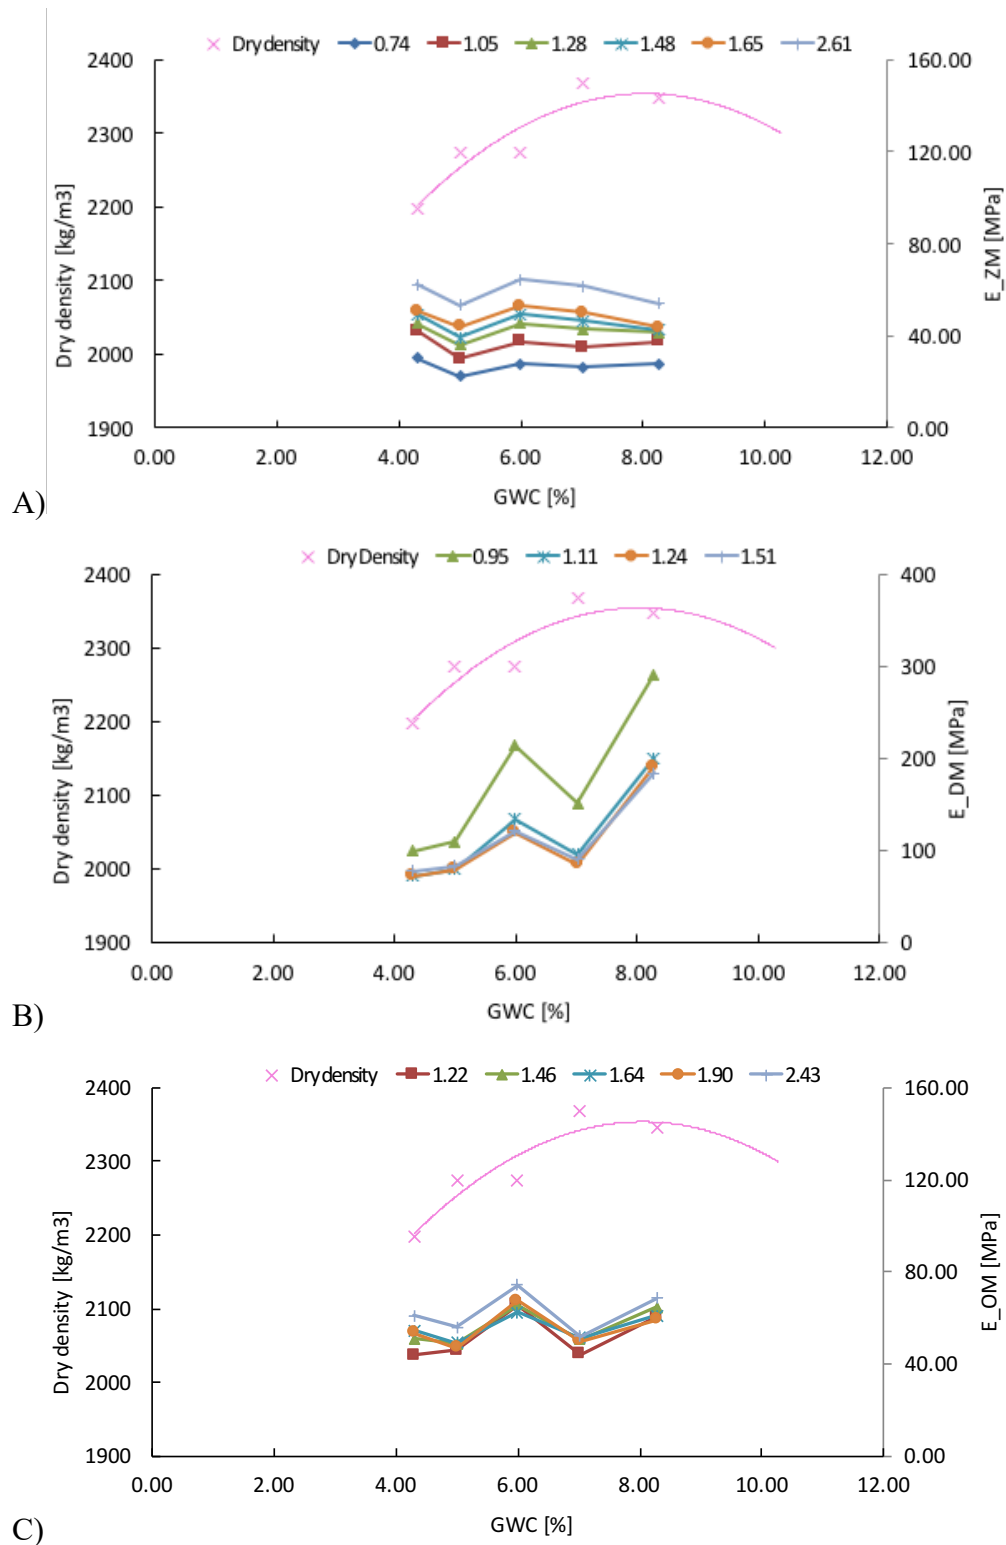 Dry density 0.74 1.05 1.28 1.48 1.65 2.61
2400 160.00
2300
120.00
2200
80.00
2100
2000 40.00
1900 0.00
0.00 2.00 4.00 6.00 8.00 10.00 12.00
Dry density [kg/m3]
E_ZM [MPa]
GWC [%]
A)
Dry Density 0.95 1.11 1.24 1.51
2400 400
2300
300
2200
200
2100
2000 100
1900 0
0.00 2.00 4.00 6.00 8.00 10.00 12.00
Dry density [kg/m3]
E_DM [MPa]
GWC [%]
B)
Dry density 1.22 1.46 1.64 1.90 2.43
2400 160.00
2300
120.00
2200
80.00
2100
2000 40.00
1900 0.00
0.00 2.00 4.00 6.00 8.00 10.00 12.00
Dry density [kg/m3]
E_OM [MPa]
GWC [%]
C)